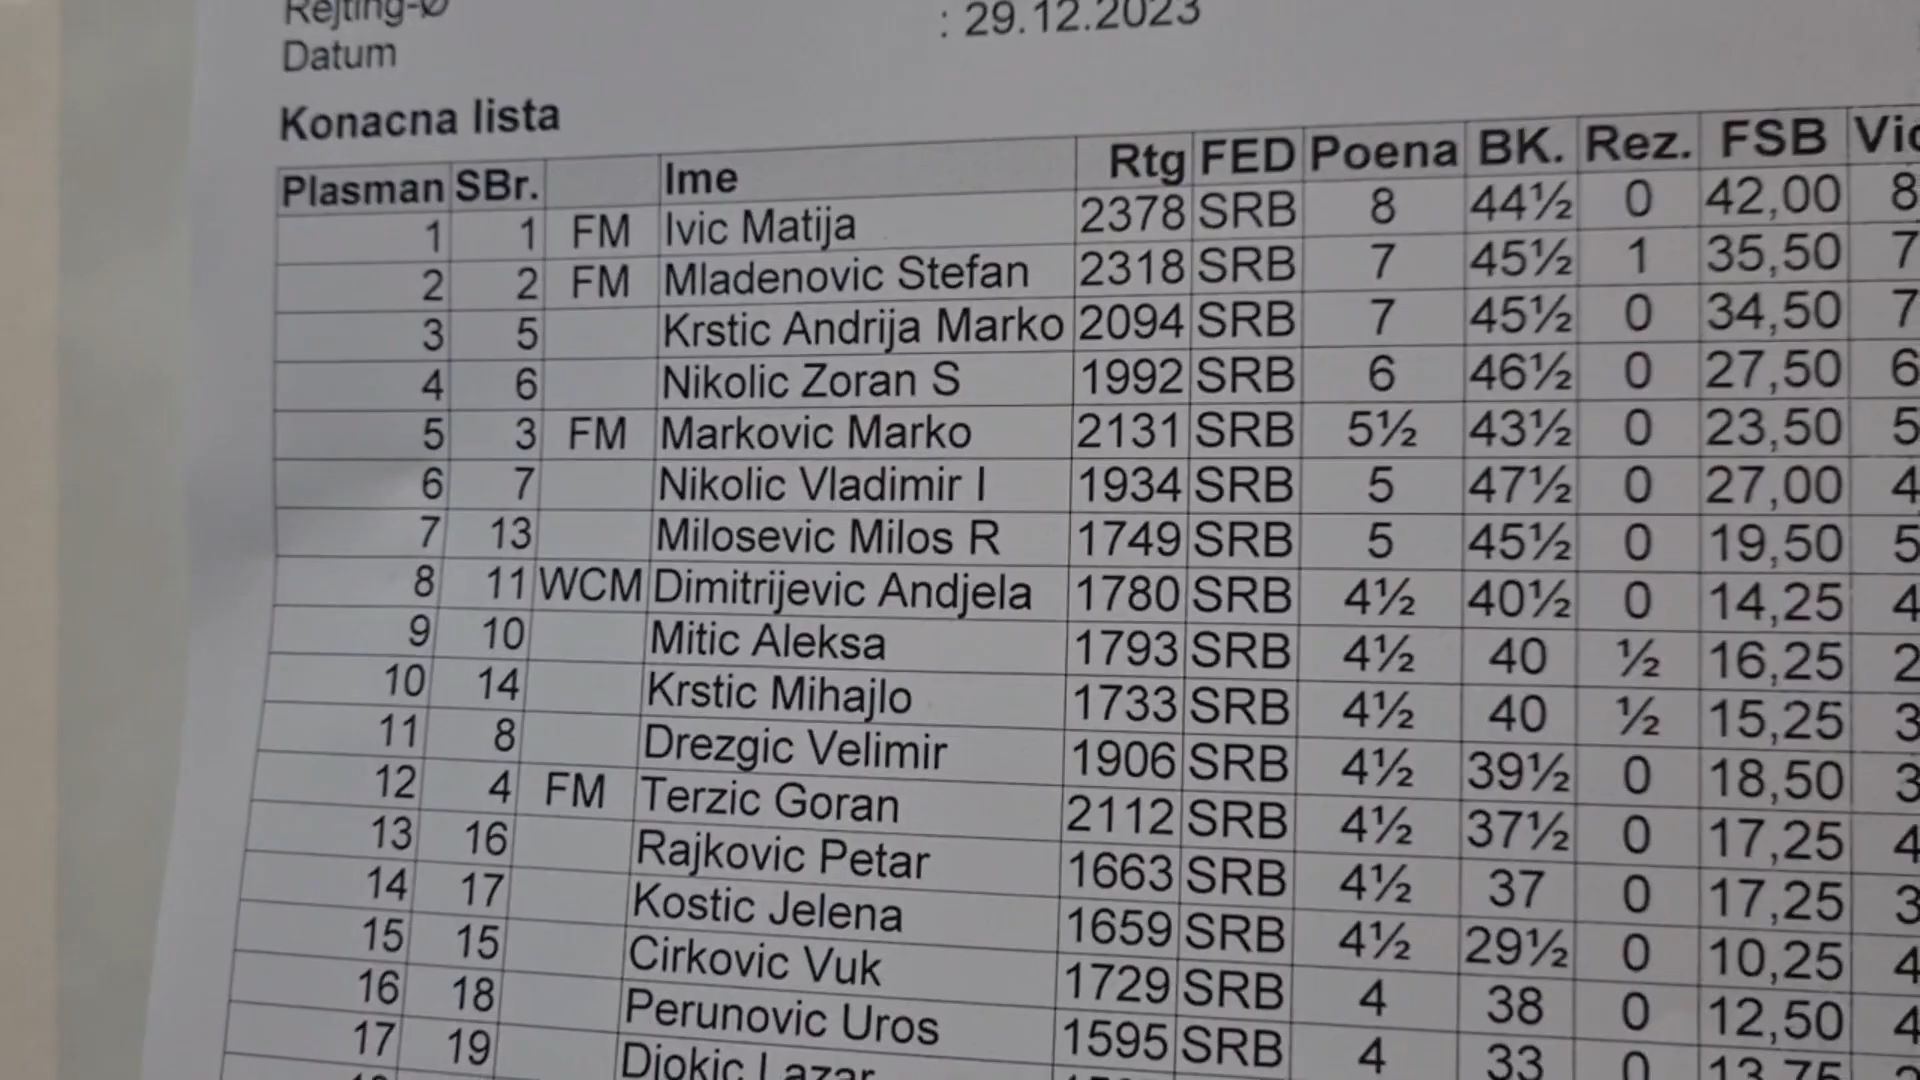 Rejting-Ø
Datum : 29.12.2023
Konacna lista
Plasman SBr. Ime Rtg FED Poena BK. Rez. FSB Vic
1 1 FM Ivic Matija 2378 SRB 8 44½ 0 42,00 8
2 2 FM Mladenovic Stefan 2318 SRB 7 45½ 1 35,50 7
3 5 Krstic Andrija Marko 2094 SRB 7 45½ 0 34,50 7
4 6 Nikolic Zoran S 1992 SRB 6 46½ 0 27,50 6
5 3 FM Markovic Marko 2131 SRB 5½ 43½ 0 23,50 5
6 7 Nikolic Vladimir I 1934 SRB 5 47½ 0 27,00 4
7 13 Milosevic Milos R 1749 SRB 5 45½ 0 19,50 5
8 11 WCM Dimitrijevic Andjela 1780 SRB 4½ 40½ 0 14,25 4
9 10 Mitic Aleksa 1793 SRB 4½ 40 ½ 16,25 2
10 14 Krstic Mihajlo 1733 SRB 4½ 40 ½ 15,25 3
11 8 Drezgic Velimir 1906 SRB 4½ 39½ 0 18,50 3
12 4 FM Terzic Goran 2112 SRB 4½ 37½ 0 17,25 4
13 16 Rajkovic Petar 1663 SRB 4½ 37 0 17,25 3
14 17 Kostic Jelena 1659 SRB 4½ 29½ 0 10,25 4
15 15 Cirkovic Vuk 1729 SRB 4 38 0 12,50 4
16 18 Perunovic Uros 1595 SRB 4 33 0 13,75
17 19 Djokic Lazar